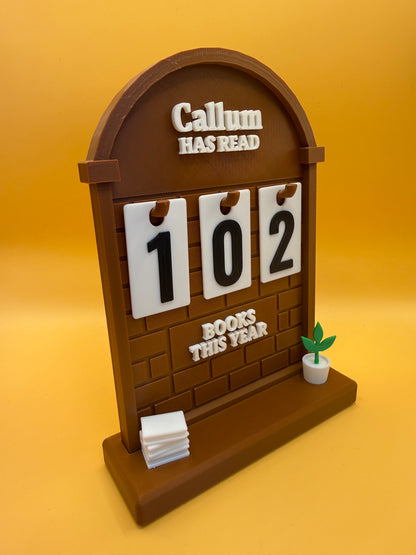 Callum
HAS READ
1 0 2
BOOKS
THIS YEAR